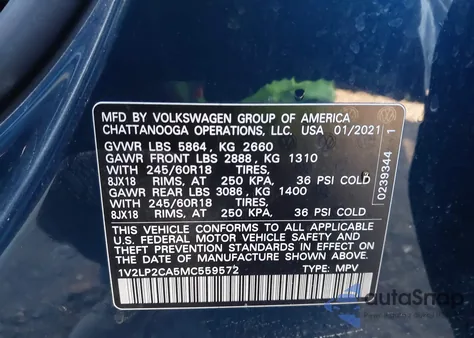 MFD BY VOLKSWAGEN GROUP OF AMERICA
CHATTANOOGA OPERATIONS, LLC. USA 01/2021
GVWR LBS 5864, KG 2660
GAWR FRONT LBS 2888, KG 1310
WITH 245/60R18 TIRES,
8JX18 RIMS, AT 250 KPA, 36 PSI COLD
GAWR REAR LBS 3086, KG 1400
WITH 245/60R18 TIRES,
8JX18 RIMS, AT 250 KPA, 36 PSI COLD
THIS VEHICLE CONFORMS TO ALL APPLICABLE
U.S. FEDERAL MOTOR VEHICLE SAFETY AND
THEFT PREVENTION STANDARDS IN EFFECT ON
THE DATE OF MANUFACTURE SHOWN ABOVE.
1V2LP2CA5MC559572 TYPE: MPV
0239344 1
autoSnap